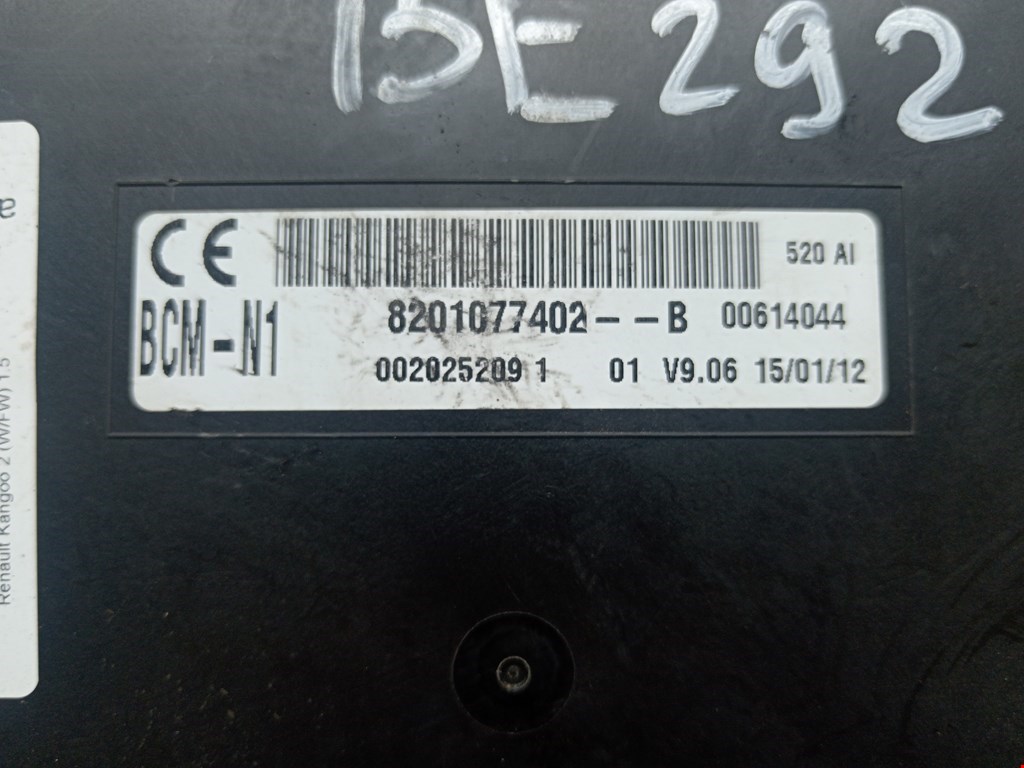 BE292
CE
520 AI
BCM-N1
8201077402--B 00614044
002025209 1 01 V9.06 15/01/12
Renault Kangoo 2 (W/FW) 1.5